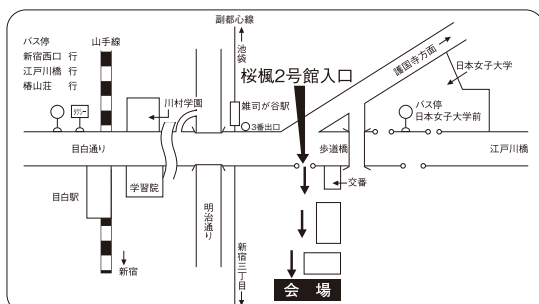 副都心線
バス停
新宿西口 行
江戸川橋 行
椿山荘 行
山手線
池袋
護国寺方面
桜楓2号館入口
日本女子大学
タクシー
川村学園
雑司が谷駅
3番出口
バス停
日本女子大学前
目白通り
歩道橋
江戸川橋
目白駅
学習院
明治通り
交番
新宿三丁目
新宿
会場